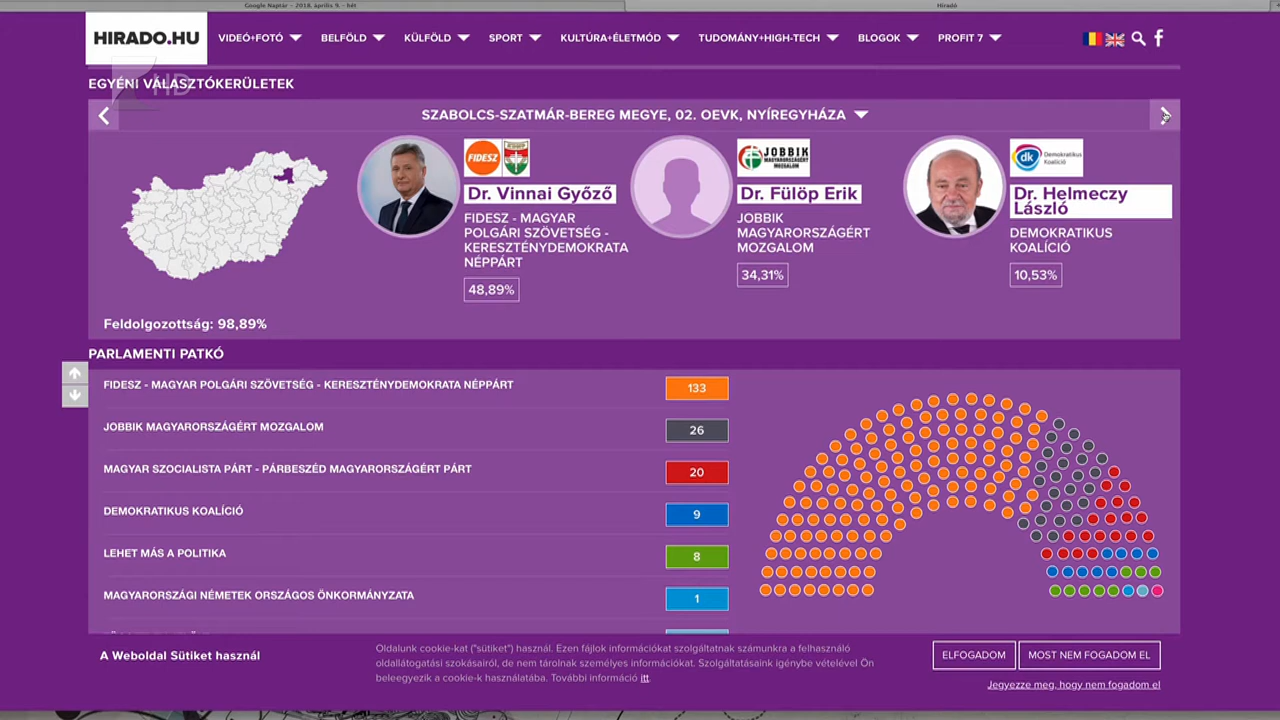 Google Naptár – 2018. április 9. – hét
Híradó
HIRADO.HU
VIDEÓ+FOTÓ
BELFÖLD
KÜLFÖLD
SPORT
KULTÚRA+ÉLETMÓD
TUDOMÁNY+HIGH-TECH
BLOGOK
PROFIT 7
HD
EGYÉNI VÁLASZTÓKERÜLETEK
SZABOLCS-SZATMÁR-BEREG MEGYE, 02. OEVK, NYÍREGYHÁZA
FIDESZ
Dr. Vinnai Győző
FIDESZ - MAGYAR
POLGÁRI SZÖVETSÉG -
KERESZTÉNYDEMOKRATA
NÉPPÁRT
48,89%
JOBBIK
MAGYARORSZÁGÉRT
MOZGALOM
Dr. Fülöp Erik
JOBBIK
MAGYARORSZÁGÉRT
MOZGALOM
34,31%
dk
Demokratikus
Koalíció
Dr. Helmeczy
László
DEMOKRATIKUS
KOALÍCIÓ
10,53%
Feldolgozottság: 98,89%
PARLAMENTI PATKÓ
FIDESZ - MAGYAR POLGÁRI SZÖVETSÉG - KERESZTÉNYDEMOKRATA NÉPPÁRT 133
JOBBIK MAGYARORSZÁGÉRT MOZGALOM 26
MAGYAR SZOCIALISTA PÁRT - PÁRBESZÉD MAGYARORSZÁGÉRT PÁRT 20
DEMOKRATIKUS KOALÍCIÓ 9
LEHET MÁS A POLITIKA 8
MAGYARORSZÁGI NÉMETEK ORSZÁGOS ÖNKORMÁNYZATA 1
A Weboldal Sütiket használ
Oldalunk cookie-kat ("sütiket") használ. Ezen fájlok információkat szolgáltatnak számunkra a felhasználó
oldallátogatási szokásairól, de nem tárolnak személyes információkat. Szolgáltatásaink igénybe vételével Ön
beleegyezik a cookie-k használatába. További információ itt.
ELFOGADOM
MOST NEM FOGADOM EL
Jegyezze meg, hogy nem fogadom el